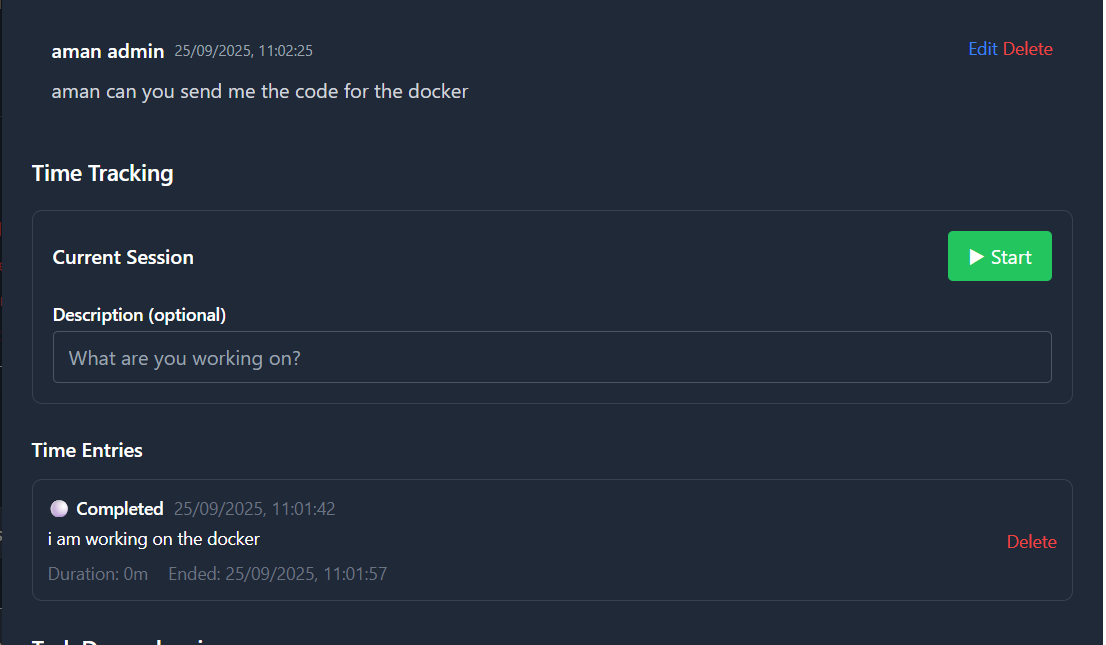 aman admin 25/09/2025, 11:02:25 Edit Delete
aman can you send me the code for the docker
Time Tracking
Current Session
▶ Start
Description (optional)
What are you working on?
Time Entries
Completed 25/09/2025, 11:01:42
i am working on the docker
Delete
Duration: 0m Ended: 25/09/2025, 11:01:57